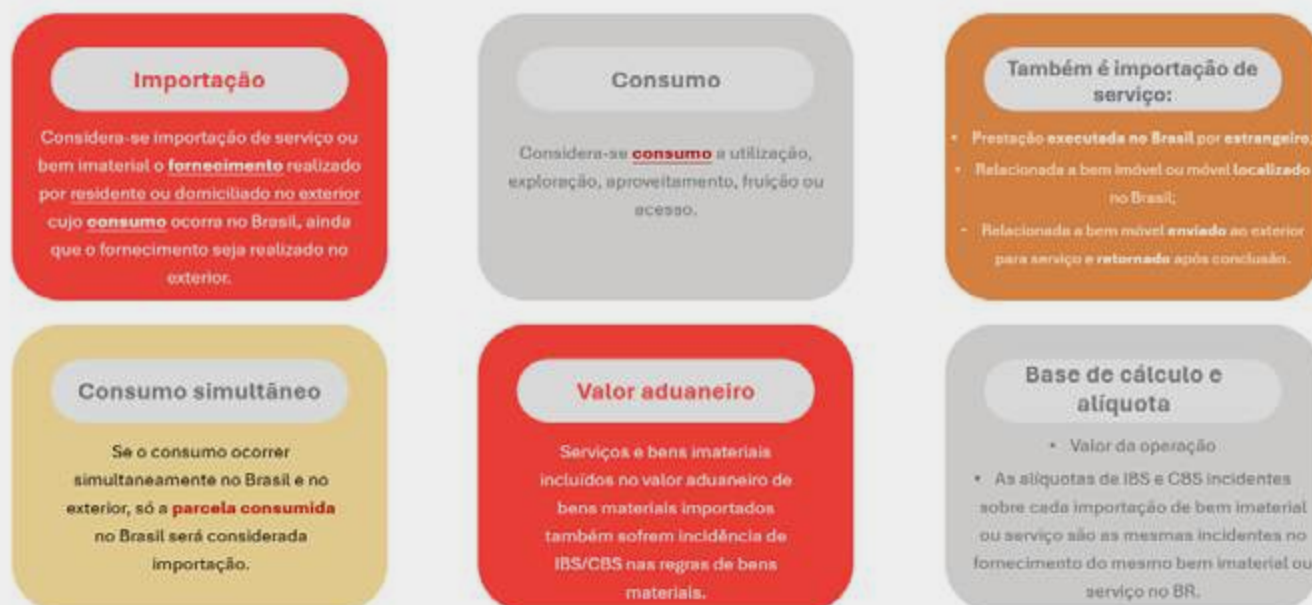 Importação
Considera-se importação de serviço ou
bem imaterial o fornecimento realizado
por residente ou domiciliado no exterior
cujo consumo ocorra no Brasil, ainda
que o fornecimento seja realizado no
exterior.
Consumo
Considera-se consumo a utilização,
exploração, aproveitamento, fruição ou
acesso.
Também é importação de
serviço:
• Prestação executada no Brasil por estrangeiro;
• Relacionada a bem imóvel ou móvel localizado
no Brasil;
• Relacionada a bem móvel enviado ao exterior
para serviço e retornado após conclusão.
Consumo simultâneo
Se o consumo ocorrer
simultaneamente no Brasil e no
exterior, só a parcela consumida
no Brasil será considerada
importação.
Valor aduaneiro
Serviços e bens imateriais
incluídos no valor aduaneiro de
bens materiais importados
também sofrem incidência de
IBS/CBS nas regras de bens
materiais.
Base de cálculo e
alíquota
• Valor da operação
• As alíquotas de IBS e CBS incidentes
sobre cada importação de bem imaterial
ou serviço são as mesmas incidentes no
fornecimento do mesmo bem imaterial ou
serviço no BR.